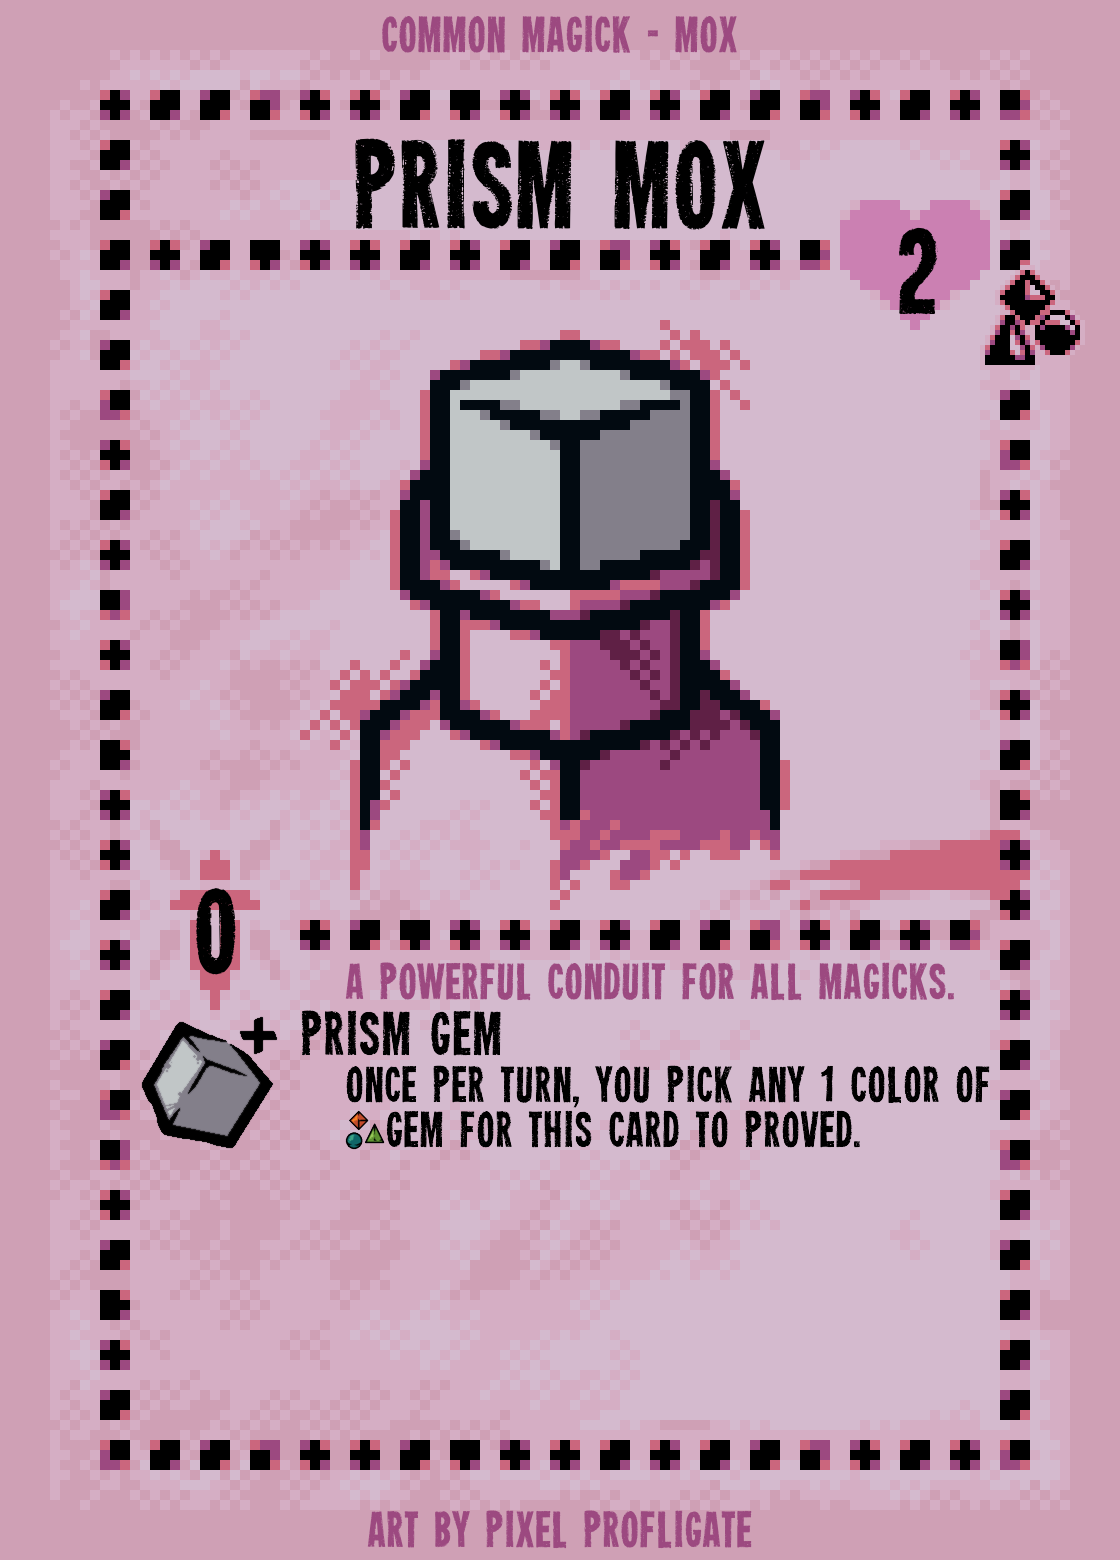 COMMON MAGICK - MOX
PRISM MOX
2
0
A POWERFUL CONDUIT FOR ALL MAGICKS.
+ PRISM GEM
ONCE PER TURN, YOU PICK ANY 1 COLOR OF
GEM FOR THIS CARD TO PROVED.
ART BY PIXEL PROFLIGATE